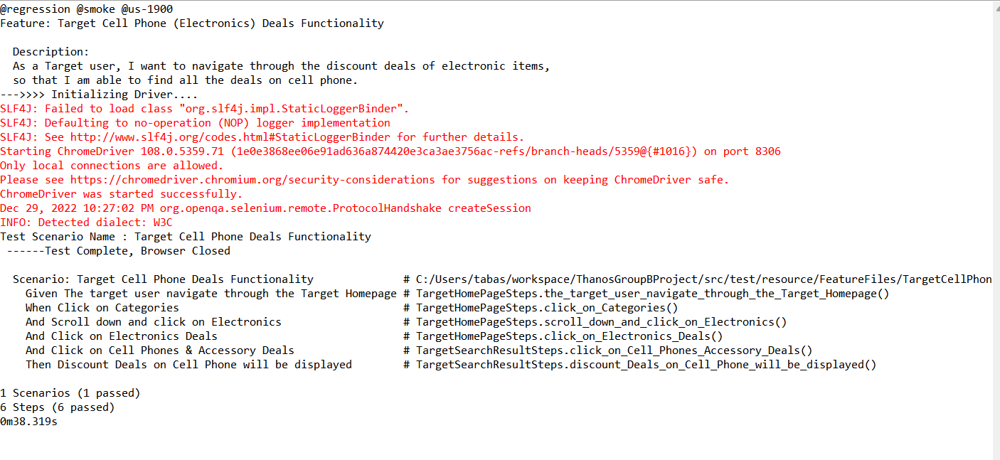 @regression @smoke @us-1900
Feature: Target Cell Phone (Electronics) Deals Functionality
Description:
As a Target user, I want to navigate through the discount deals of electronic items,
so that I am able to find all the deals on cell phone.
--->>>> Initializing Driver....
SLF4J: Failed to load class "org.slf4j.impl.StaticLoggerBinder".
SLF4J: Defaulting to no-operation (NOP) logger implementation
SLF4J: See http://www.slf4j.org/codes.html#StaticLoggerBinder for further details.
Starting ChromeDriver 108.0.5359.71 (1e0e3868ee06e91ad636a874420e3ca3ae3756ac-refs/branch-heads/5359@{#1016}) on port 8306
Only local connections are allowed.
Please see https://chromedriver.chromium.org/security-considerations for suggestions on keeping ChromeDriver safe.
ChromeDriver was started successfully.
Dec 29, 2022 10:27:02 PM org.openqa.selenium.remote.ProtocolHandshake createSession
INFO: Detected dialect: W3C
Test Scenario Name : Target Cell Phone Deals Functionality
------Test Complete, Browser Closed
Scenario: Target Cell Phone Deals Functionality # C:/Users/tabas/workspace/ThanosGroupBProject/src/test/resource/FeatureFiles/TargetCellPhon
Given The target user navigate through the Target Homepage # TargetHomePageSteps.the_target_user_navigate_through_the_Target_Homepage()
When Click on Categories # TargetHomePageSteps.click_on_Categories()
And Scroll down and click on Electronics # TargetHomePageSteps.scroll_down_and_click_on_Electronics()
And Click on Electronics Deals # TargetHomePageSteps.click_on_Electronics_Deals()
And Click on Cell Phones & Accessory Deals # TargetSearchResultSteps.click_on_Cell_Phones_Accessory_Deals()
Then Discount Deals on Cell Phone will be displayed # TargetSearchResultSteps.discount_Deals_on_Cell_Phone_will_be_displayed()
1 Scenarios (1 passed)
6 Steps (6 passed)
0m38.319s